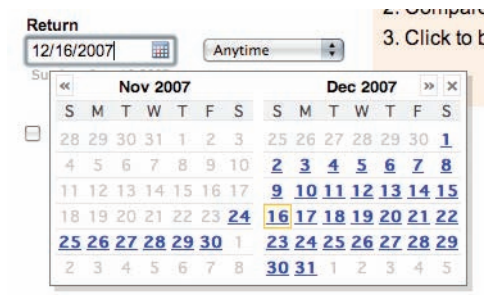 Return
2. Compare
12/16/2007
Anytime
3. Click to b
Su
« Nov 2007 Dec 2007 » ×
S M T W T F S S M T W T F S
28 29 30 31 1 2 3 25 26 27 28 29 30 1
4 5 6 7 8 9 10 2 3 4 5 6 7 8
11 12 13 14 15 16 17 9 10 11 12 13 14 15
18 19 20 21 22 23 24 16 17 18 19 20 21 22
25 26 27 28 29 30 1 23 24 25 26 27 28 29
2 3 4 5 6 7 8 30 31 1 2 3 4 5